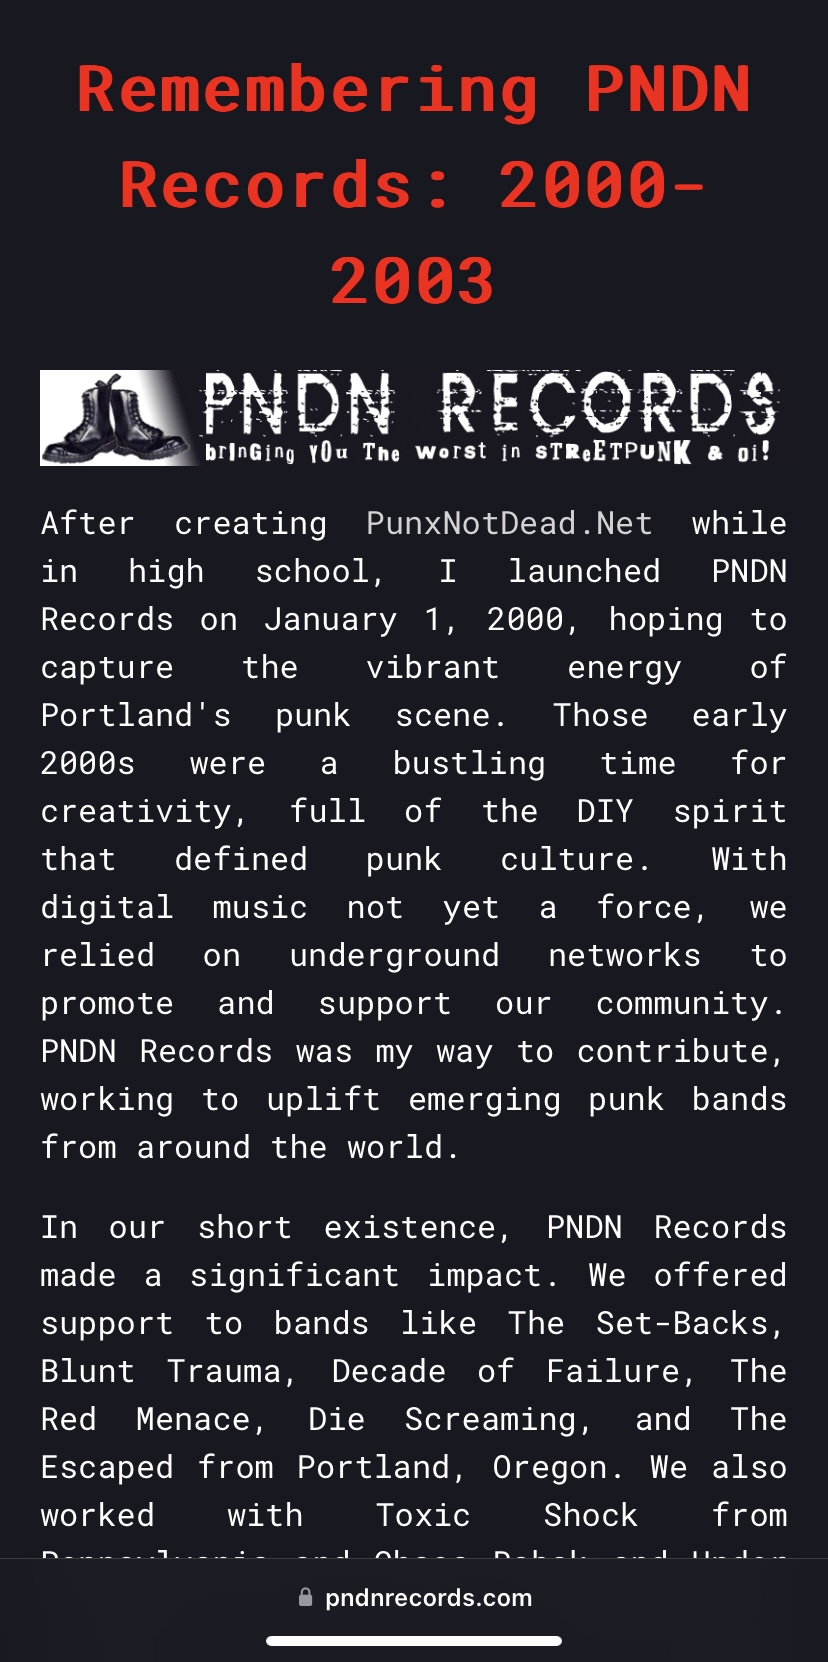 Remembering PNDN
Records: 2000-
2003
PNDN RECORDS
brInGing YOu The worst in sTReETPUNK & oi!
After creating PunxNotDead.Net while
in high school, I launched PNDN
Records on January 1, 2000, hoping to
capture the vibrant energy of
Portland's punk scene. Those early
2000s were a bustling time for
creativity, full of the DIY spirit
that defined punk culture. With
digital music not yet a force, we
relied on underground networks to
promote and support our community.
PNDN Records was my way to contribute,
working to uplift emerging punk bands
from around the world.
In our short existence, PNDN Records
made a significant impact. We offered
support to bands like The Set-Backs,
Blunt Trauma, Decade of Failure, The
Red Menace, Die Screaming, and The
Escaped from Portland, Oregon. We also
worked with Toxic Shock from
Pennsylvania and Chaos and Under
pndnrecords.com